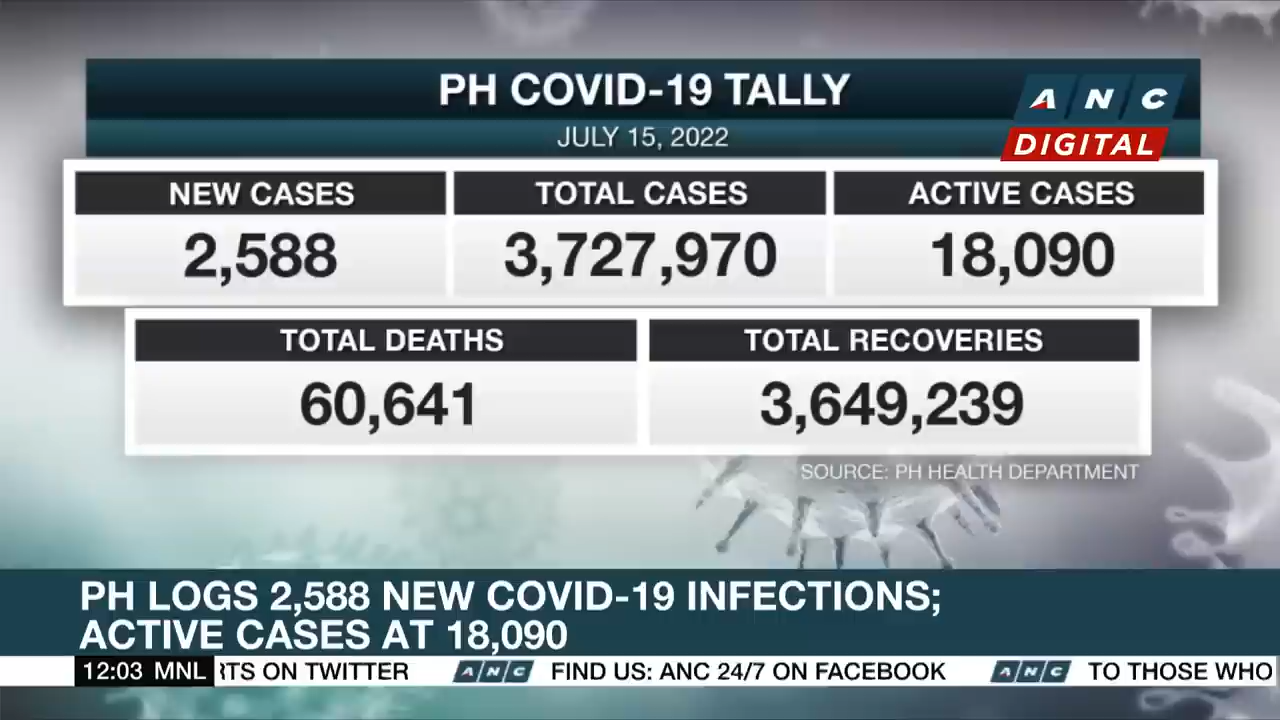 PH COVID-19 TALLY
JULY 15, 2022
ANC
DIGITAL
NEW CASES
2,588
TOTAL CASES
3,727,970
ACTIVE CASES
18,090
TOTAL DEATHS
60,641
TOTAL RECOVERIES
3,649,239
SOURCE: PH HEALTH DEPARTMENT
PH LOGS 2,588 NEW COVID-19 INFECTIONS;
ACTIVE CASES AT 18,090
12:03 MNL RTS ON TWITTER ANC FIND US: ANC 24/7 ON FACEBOOK ANC TO THOSE WHO